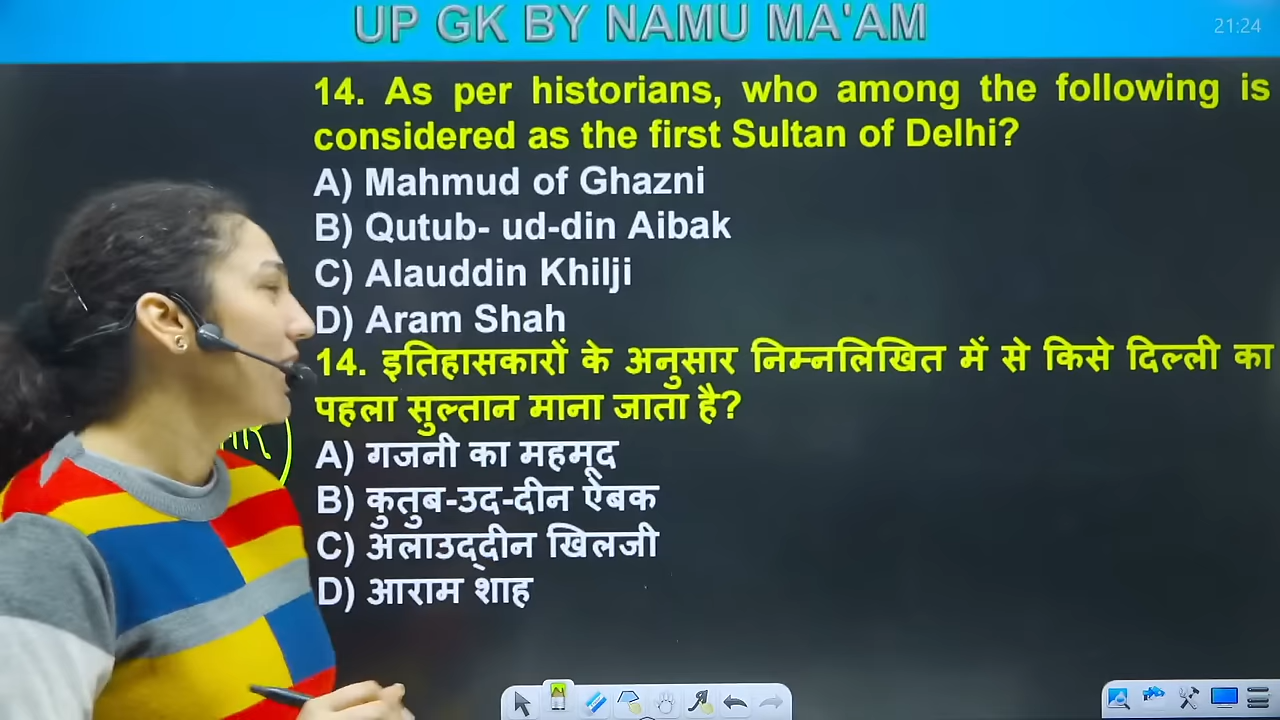 UP GK BY NAMU MA'AM
21:24
14. As per historians, who among the following is
considered as the first Sultan of Delhi?
A) Mahmud of Ghazni
B) Qutub- ud-din Aibak
C) Alauddin Khilji
D) Aram Shah
14. इतिहासकारों के अनुसार निम्नलिखित में से किसे दिल्ली का
पहला सुल्तान माना जाता है?
A) गजनी का महमूद
B) कुतुब-उद-दीन ऐबक
C) अलाउद्दीन खिलजी
D) आराम शाह